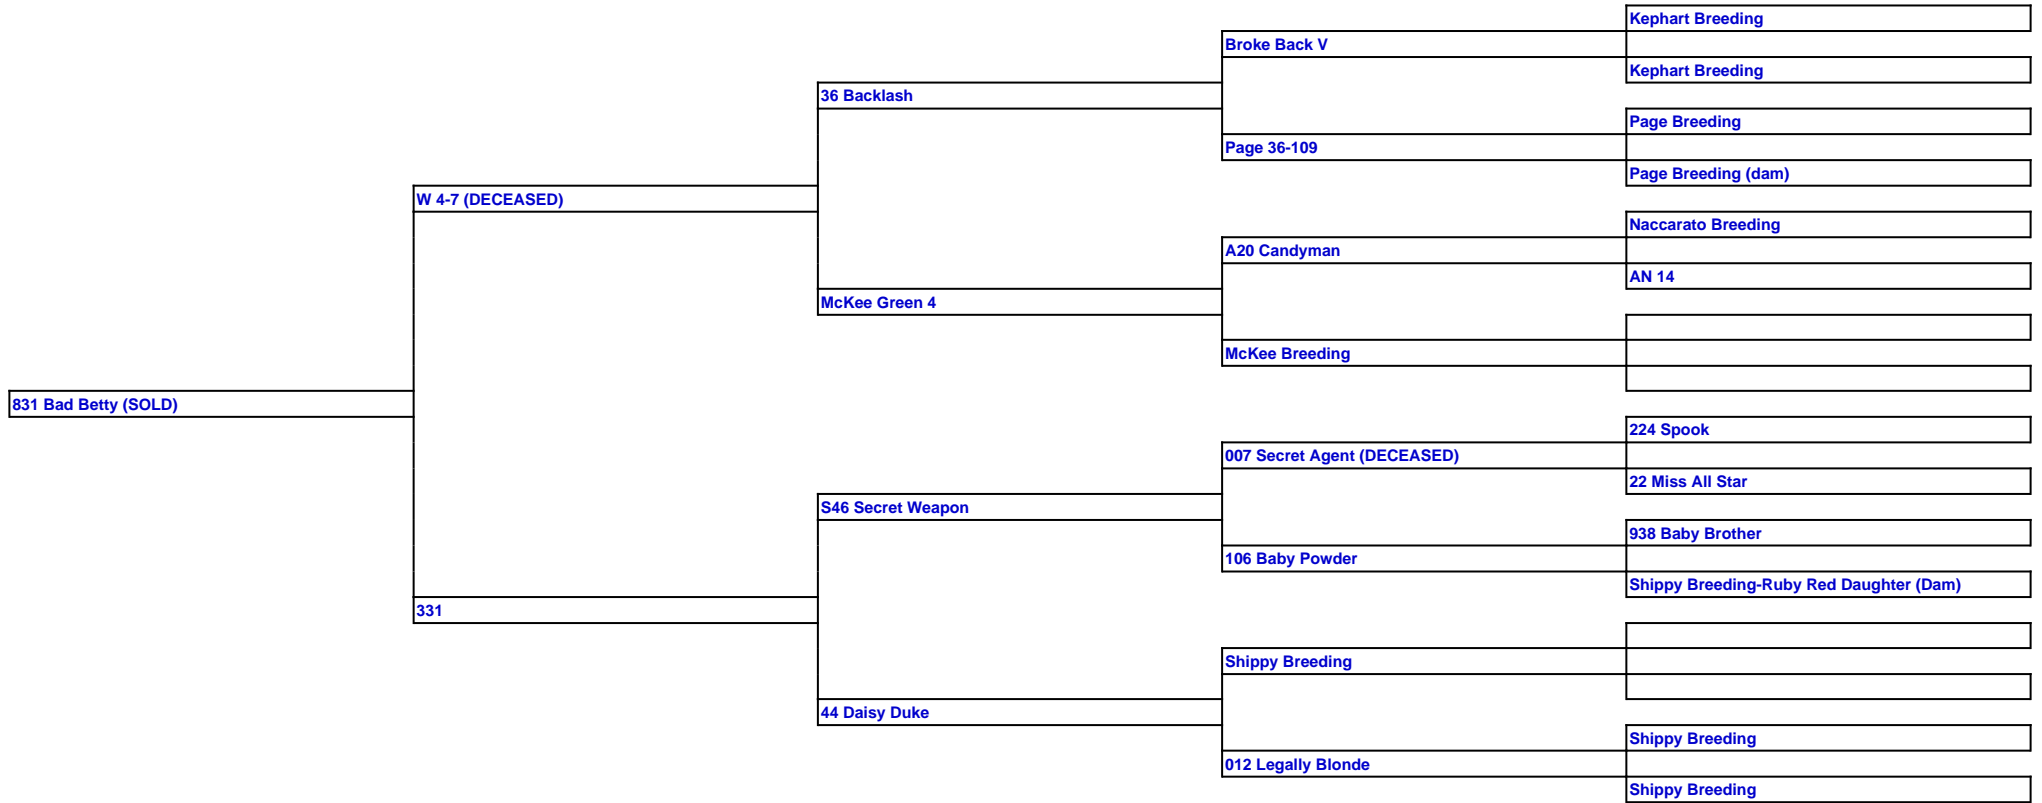 Kephart Breeding
Broke Back V
Kephart Breeding
36 Backlash
Page Breeding
Page 36-109
Page Breeding (dam)
W 4-7 (DECEASED)
Naccarato Breeding
A20 Candyman
AN 14
McKee Green 4
McKee Breeding
831 Bad Betty (SOLD)
224 Spook
007 Secret Agent (DECEASED)
22 Miss All Star
S46 Secret Weapon
938 Baby Brother
106 Baby Powder
Shippy Breeding-Ruby Red Daughter (Dam)
331
Shippy Breeding
44 Daisy Duke
Shippy Breeding
012 Legally Blonde
Shippy Breeding